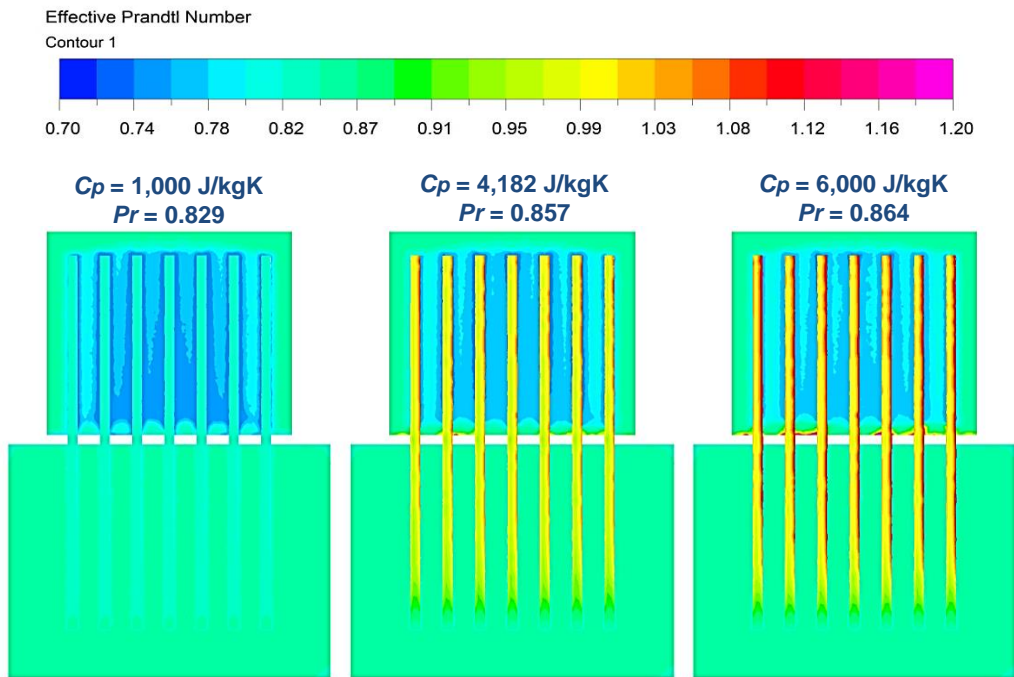 Effective Prandtl Number
Contour 1
0.70 0.74 0.78 0.82 0.87 0.91 0.95 0.99 1.03 1.08 1.12 1.16 1.20
Cp = 1,000 J/kgK
Pr = 0.829
Cp = 4,182 J/kgK
Pr = 0.857
Cp = 6,000 J/kgK
Pr = 0.864